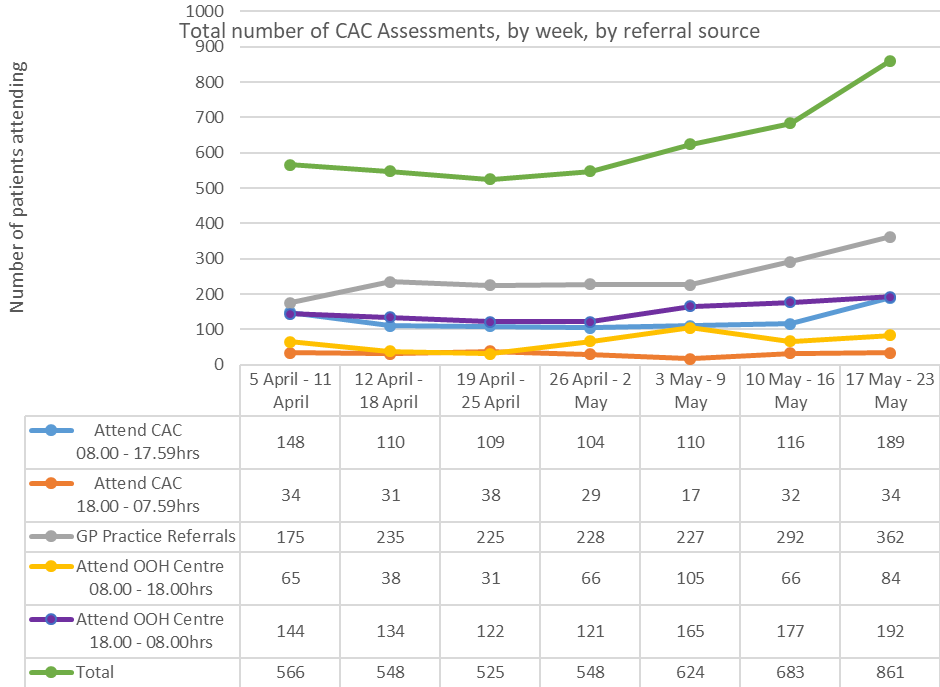 Total number of CAC Assessments, by week, by referral source
Number of patients attending
1000
900
800
700
600
500
400
300
200
100
0
5 April - 11 April
12 April - 18 April
19 April - 25 April
26 April - 2 May
3 May - 9 May
10 May - 16 May
17 May - 23 May
Attend CAC
08.00 - 17.59hrs
148 110 109 104 110 116 189
Attend CAC
18.00 - 07.59hrs
34 31 38 29 17 32 34
GP Practice Referrals 175 235 225 228 227 292 362
Attend OOH Centre
08.00 - 18.00hrs
65 38 31 66 105 66 84
Attend OOH Centre
18.00 - 08.00hrs
144 134 122 121 165 177 192
Total 566 548 525 548 624 683 861